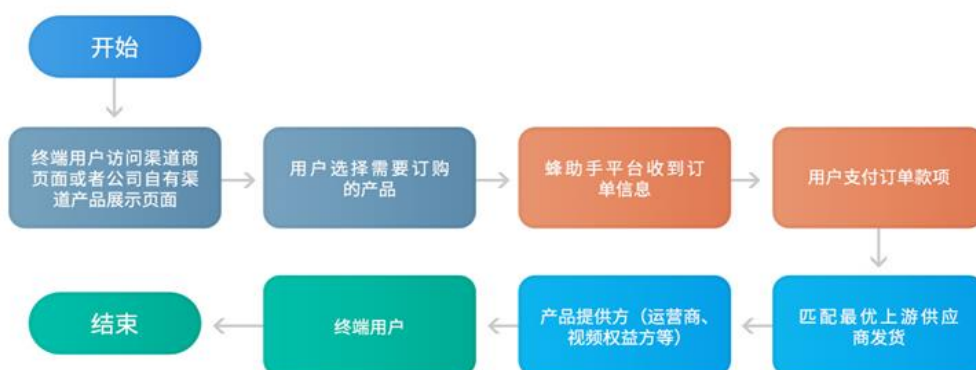 开始
终端用户访问渠道商
页面或者公司自有渠
道产品展示页面
用户选择需要订购
的产品
蜂助手平台收到订
单信息
用户支付订单款项
匹配最优上游供应
商发货
产品提供方（运营商、
视频权益方等）
终端用户
结束